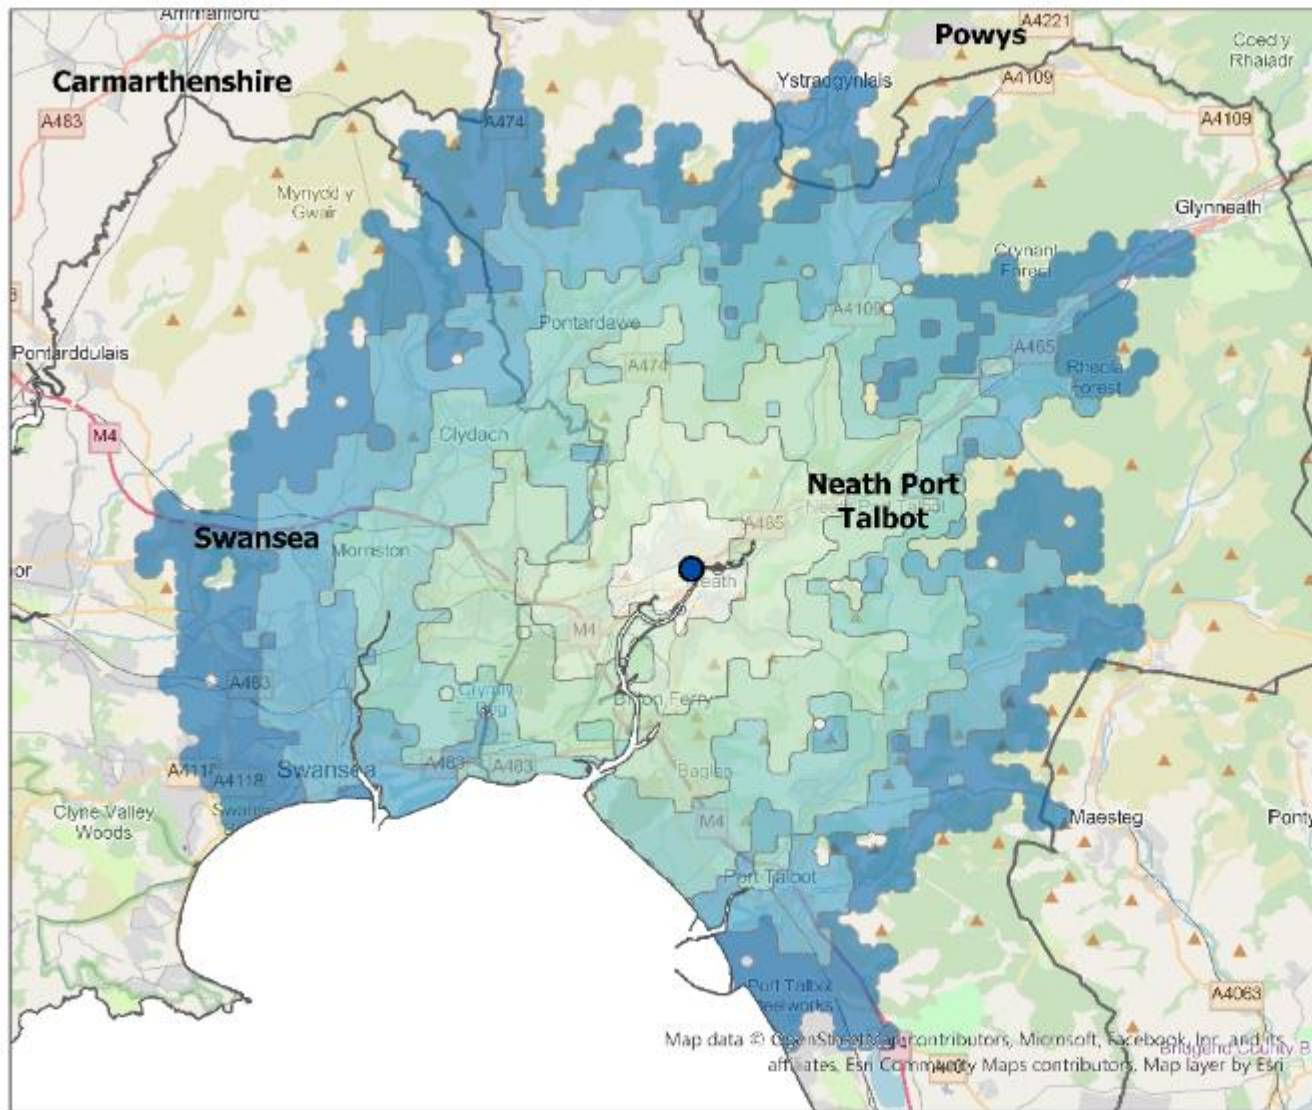 Ammanford
A4221
Powys
Coed y
Rhaiadr
Carmarthenshire
Ystradgynlais
A4109
A483
A474
A4109
Mynydd y
Gwair
Glynneath
Crynant
Forest
Pontardawe
A4109
Pontarddulais
A465
A474
Rheola
Forest
M4
Clydach
Neath Port
Talbot
A465
Swansea
Morriston
Neath
M4
A483
Crymlyn
Bog
Briton Ferry
A483
A483
Baglan
Swansea
A4118
A4118
Clyne Valley
Woods
M4
Maesteg
Port Talbot
Port Talbot
Steelworks
A4063
Map data © OpenStreetMap contributors, Microsoft, Facebook, Inc. and its
affiliates, Esri Community Maps contributors, Map layer by Esri